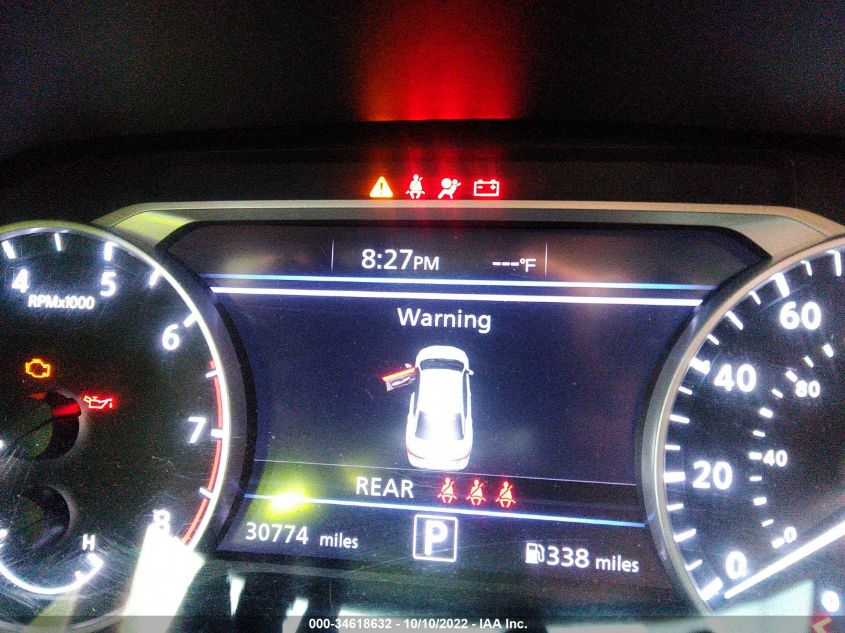 8:27PM ---°F
Warning
4 5 6 7 8
RPMx1000
REAR
30774 miles P 338 miles
H
60
40
20
0
80
40
0
000-34618632 - 10/10/2022 - IAA Inc.